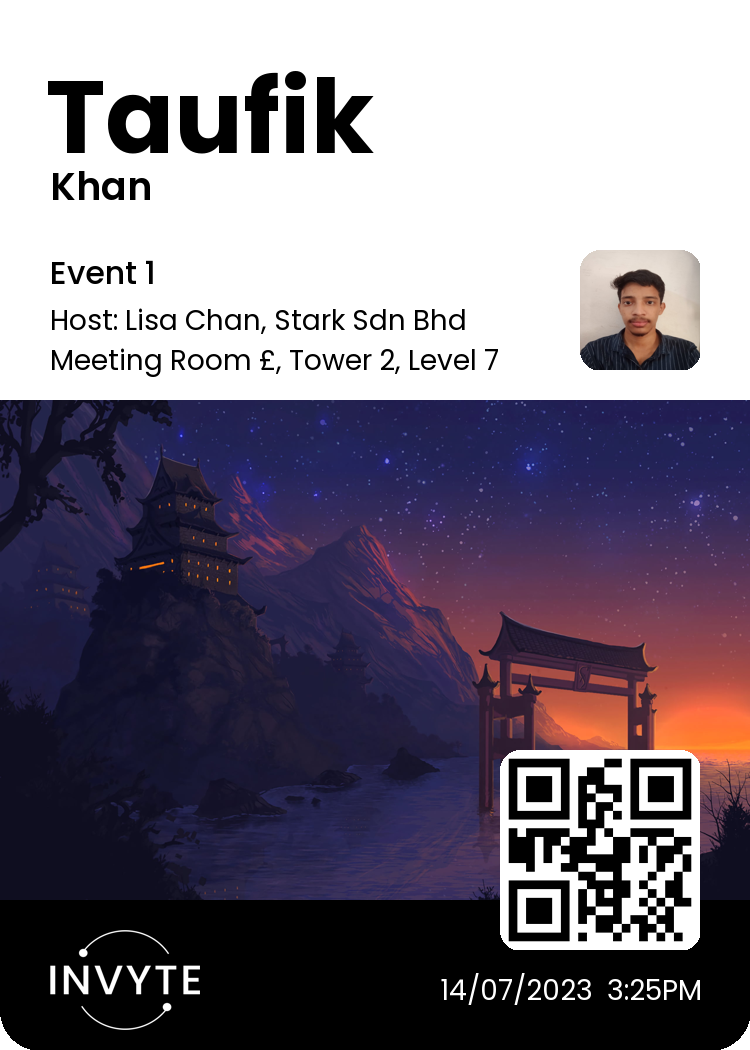 Taufik
Khan
Event 1
Host: Lisa Chan, Stark Sdn Bhd
Meeting Room £, Tower 2, Level 7
INVYTE
14/07/2023 3:25PM